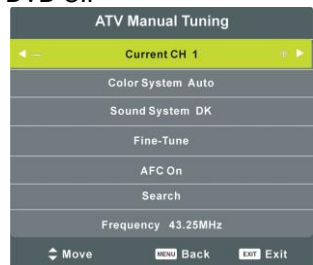 ATV Manual Tuning
Current CH 1
Color System Auto
Sound System DK
Fine-Tune
AFC On
Search
Frequency 43.25MHz
Move MENU Back EXIT Exit